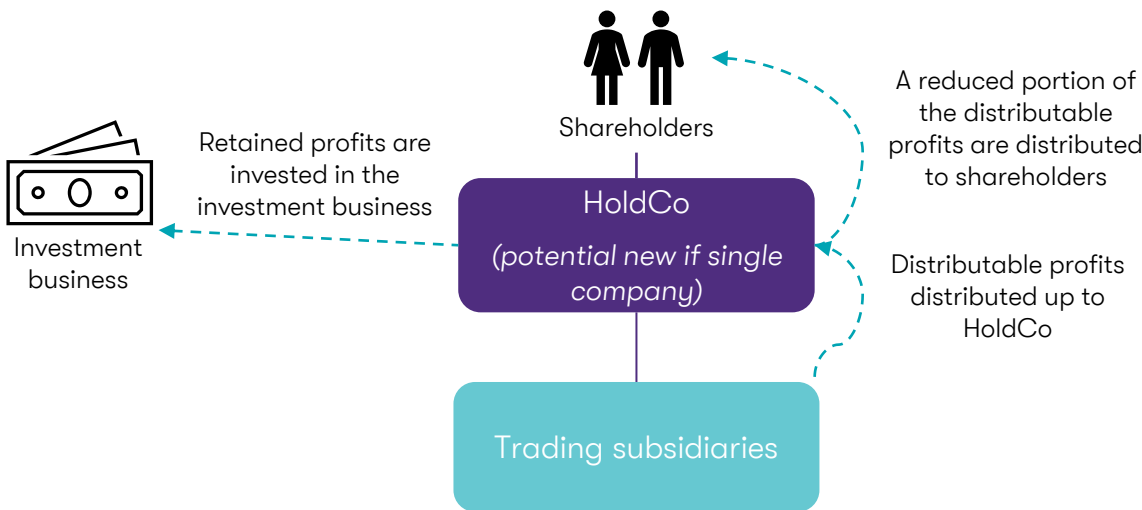 Shareholders
A reduced portion of
the distributable
profits are distributed
to shareholders
Retained profits are
invested in the
investment business
Investment
business
HoldCo
(potential new if single
company)
Distributable profits
distributed up to
HoldCo
Trading subsidiaries